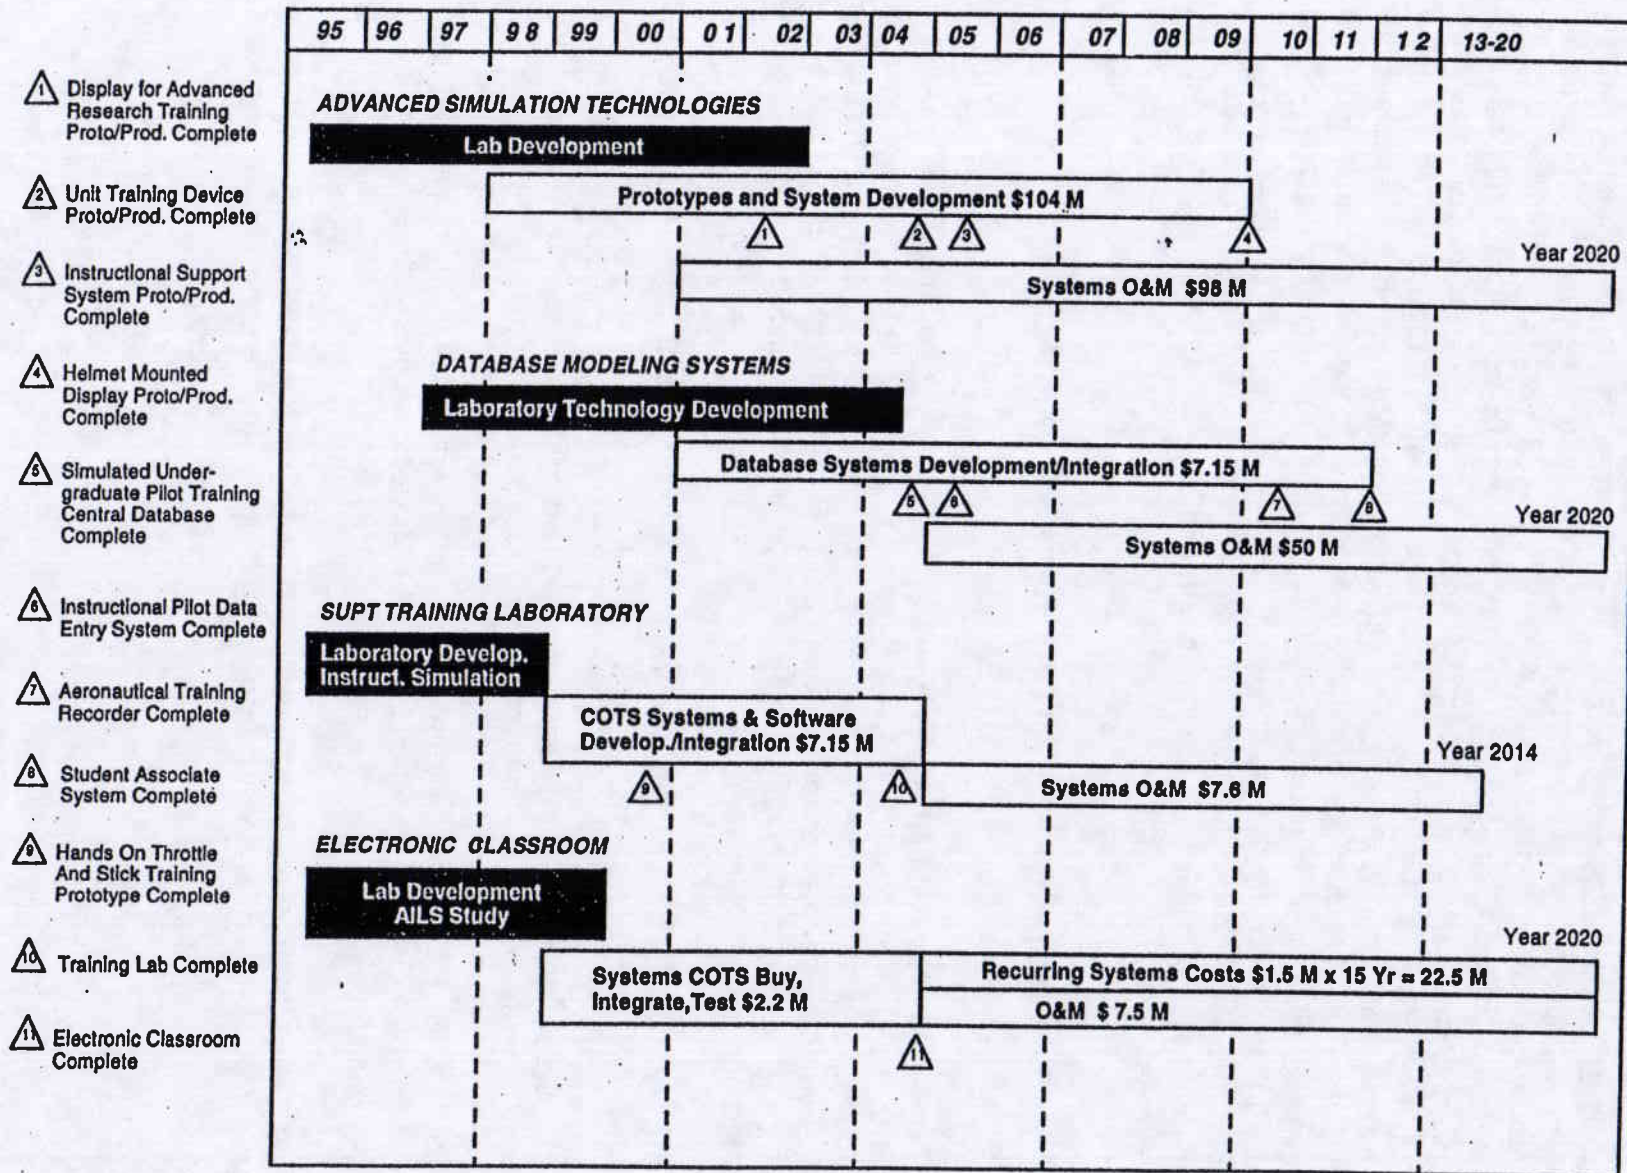 95 96 97 98 99 00 01 02 03 04 05 06 07 08 09 10 11 12 13-20
1 Display for Advanced
Research Training
Proto/Prod. Complete
2 Unit Training Device
Proto/Prod. Complete
3 Instructional Support
System Proto/Prod.
Complete
4 Helmet Mounted
Display Proto/Prod.
Complete
5 Simulated Under-
graduate Pilot Training
Central Database
Complete
6 Instructional Pilot Data
Entry System Complete
7 Aeronautical Training
Recorder Complete
8 Student Associate
System Complete
9 Hands On Throttle
And Stick Training
Prototype Complete
10 Training Lab Complete
11 Electronic Classroom
Complete
ADVANCED SIMULATION TECHNOLOGIES
Lab Development
Prototypes and System Development $104 M
1 2 3 4
Year 2020
Systems O&M $98 M
DATABASE MODELING SYSTEMS
Laboratory Technology Development
Database Systems Development/Integration $7.15 M
5 6 7 8
Year 2020
Systems O&M $50 M
SUPT TRAINING LABORATORY
Laboratory Develop.
Instruct. Simulation
COTS Systems & Software
Develop./Integration $7.15 M
Year 2014
9 10
Systems O&M $7.6 M
ELECTRONIC CLASSROOM
Lab Development
AILS Study
Year 2020
Systems COTS Buy,
Integrate,Test $2.2 M
Recurring Systems Costs $1.5 M x 15 Yr = 22.5 M
O&M $ 7.5 M
11